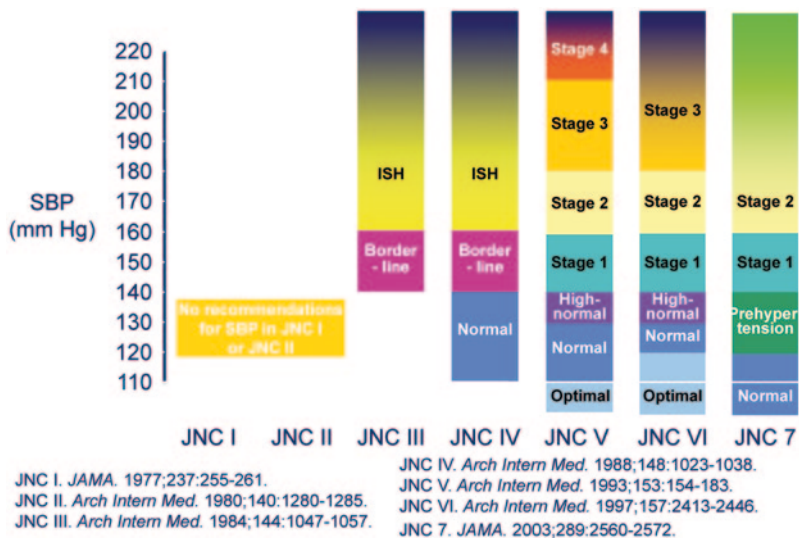 220
210
200
190
180
170
160
150
140
130
120
110
SBP
(mm Hg)
No recommendations
for SBP in JNC I
or JNC II
ISH
Border
- line
ISH
Border
- line
Normal
Stage 4
Stage 3
Stage 2
Stage 1
High-
normal
Normal
Optimal
Stage 3
Stage 2
Stage 1
High-
normal
Normal
Optimal
Stage 2
Stage 1
Prehyper
tension
Normal
JNC I JNC II JNC III JNC IV JNC V JNC VI JNC 7
JNC I. JAMA. 1977;237:255-261.
JNC II. Arch Intern Med. 1980;140:1280-1285.
JNC III. Arch Intern Med. 1984;144:1047-1057.
JNC IV. Arch Intern Med. 1988;148:1023-1038.
JNC V. Arch Intern Med. 1993;153:154-183.
JNC VI. Arch Intern Med. 1997;157:2413-2446.
JNC 7. JAMA. 2003;289:2560-2572.